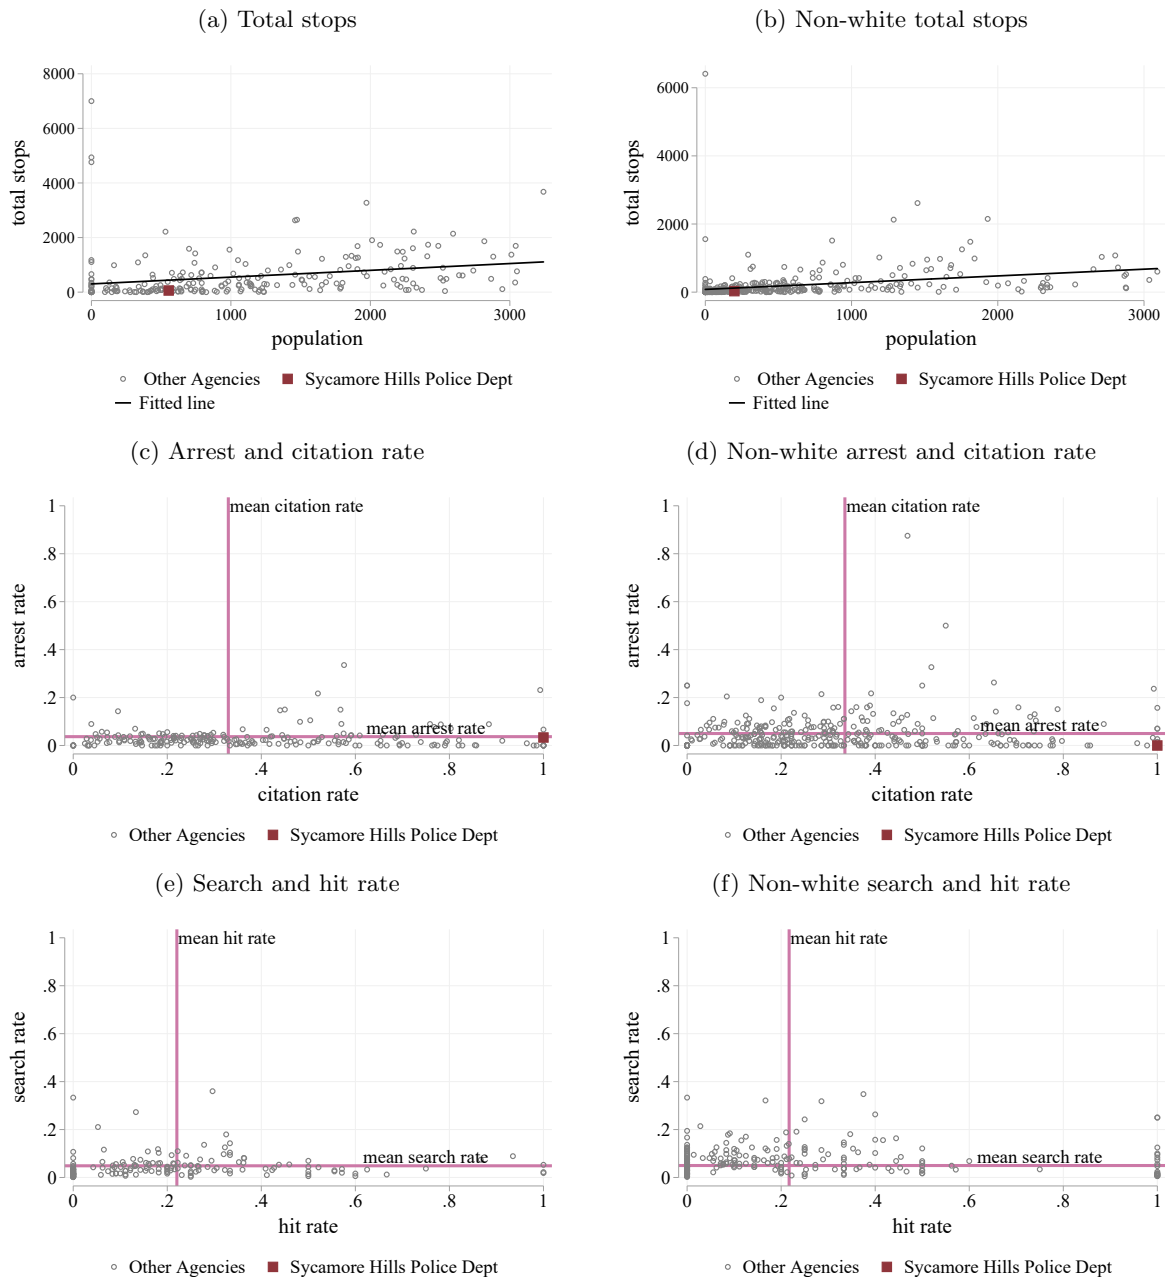 (a) Total stops
(b) Non-white total stops
8000
6000
4000
2000
0
total stops
0 1000 2000 3000
population
Other Agencies Sycamore Hills Police Dept
Fitted line
6000
4000
2000
0
total stops
0 1000 2000 3000
population
Other Agencies Sycamore Hills Police Dept
Fitted line
(c) Arrest and citation rate
(d) Non-white arrest and citation rate
1
.8
.6
.4
.2
0
arrest rate
mean citation rate
mean arrest rate
0 .2 .4 .6 .8 1
citation rate
Other Agencies Sycamore Hills Police Dept
1
.8
.6
.4
.2
0
arrest rate
mean citation rate
mean arrest rate
0 .2 .4 .6 .8 1
citation rate
Other Agencies Sycamore Hills Police Dept
(e) Search and hit rate
(f) Non-white search and hit rate
1
.8
.6
.4
.2
0
search rate
mean hit rate
mean search rate
0 .2 .4 .6 .8 1
hit rate
Other Agencies Sycamore Hills Police Dept
1
.8
.6
.4
.2
0
search rate
mean hit rate
mean search rate
0 .2 .4 .6 .8 1
hit rate
Other Agencies Sycamore Hills Police Dept